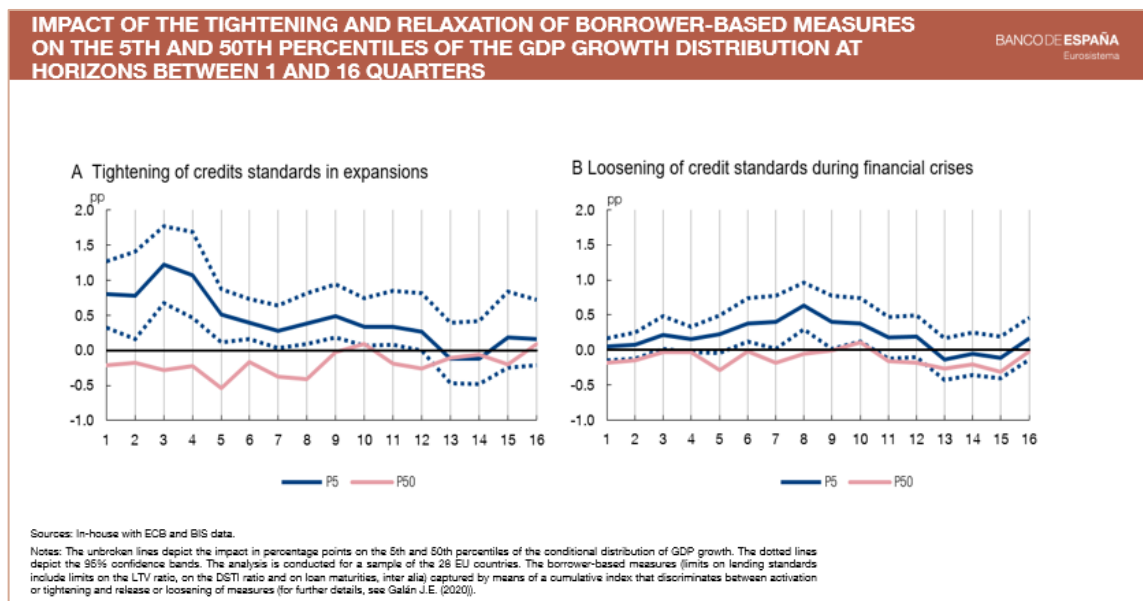 IMPACT OF THE TIGHTENING AND RELAXATION OF BORROWER-BASED MEASURES
ON THE 5TH AND 50TH PERCENTILES OF THE GDP GROWTH DISTRIBUTION AT
HORIZONS BETWEEN 1 AND 16 QUARTERS
BANCO DE ESPAÑA
Eurosistema
A Tightening of credits standards in expansions
pp
2.0
1.5
1.0
0.5
0.0
-0.5
-1.0
1 2 3 4 5 6 7 8 9 10 11 12 13 14 15 16
P5 P50
B Loosening of credit standards during financial crises
pp
2.0
1.5
1.0
0.5
0.0
-0.5
-1.0
1 2 3 4 5 6 7 8 9 10 11 12 13 14 15 16
P5 P50
Sources: In-house with ECB and BIS data.
Notes: The unbroken lines depict the impact in percentage points on the 5th and 50th percentiles of the conditional distribution of GDP growth. The dotted lines
depict the 95% confidence bands. The analysis is conducted for a sample of the 28 EU countries. The borrower-based measures (limits on lending standards
include limits on the LTV ratio, on the DSTI ratio and on loan maturities, inter alia) captured by means of a cumulative index that discriminates between activation
or tightening and release or loosening of measures (for further details, see Galán J.E. (2020)).